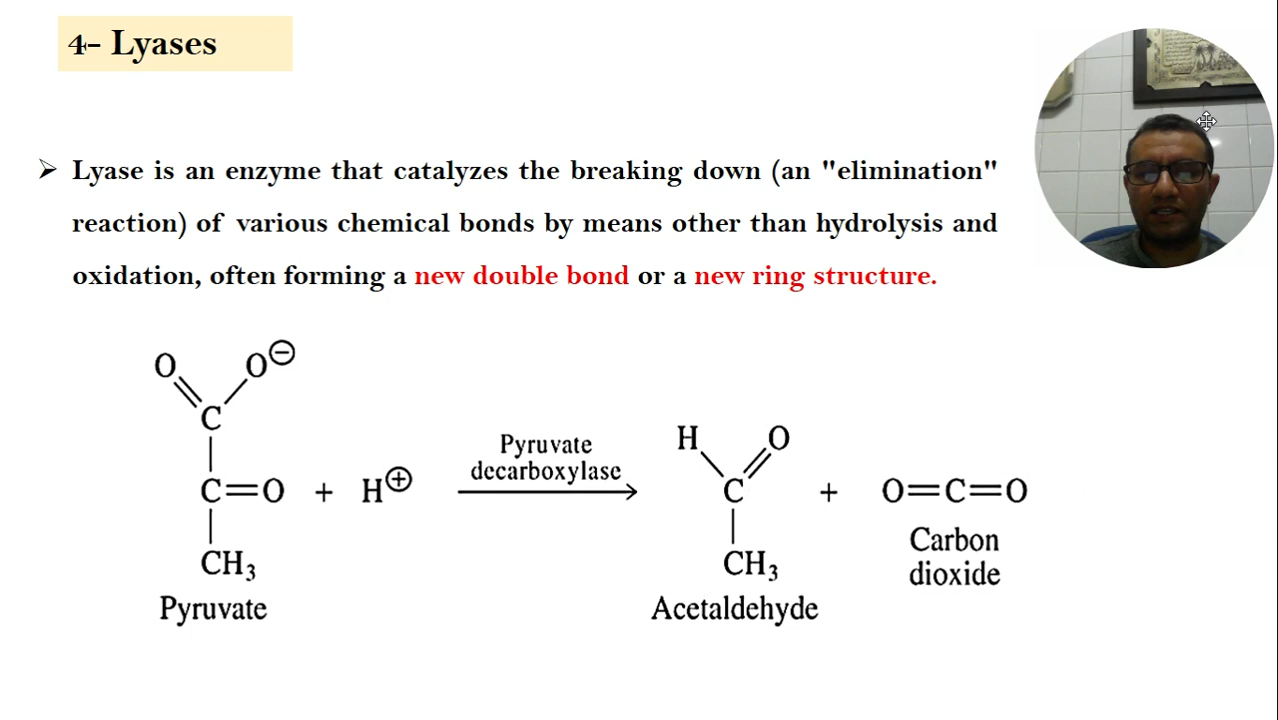 4- Lyases
➢ Lyase is an enzyme that catalyzes the breaking down (an "elimination"
reaction) of various chemical bonds by means other than hydrolysis and
oxidation, often forming a new double bond or a new ring structure.
O O⊖
C
C=O + H⊕
CH₃
Pyruvate
Pyruvate
decarboxylase
H O
C + O=C=O
CH₃
Acetaldehyde
Carbon
dioxide